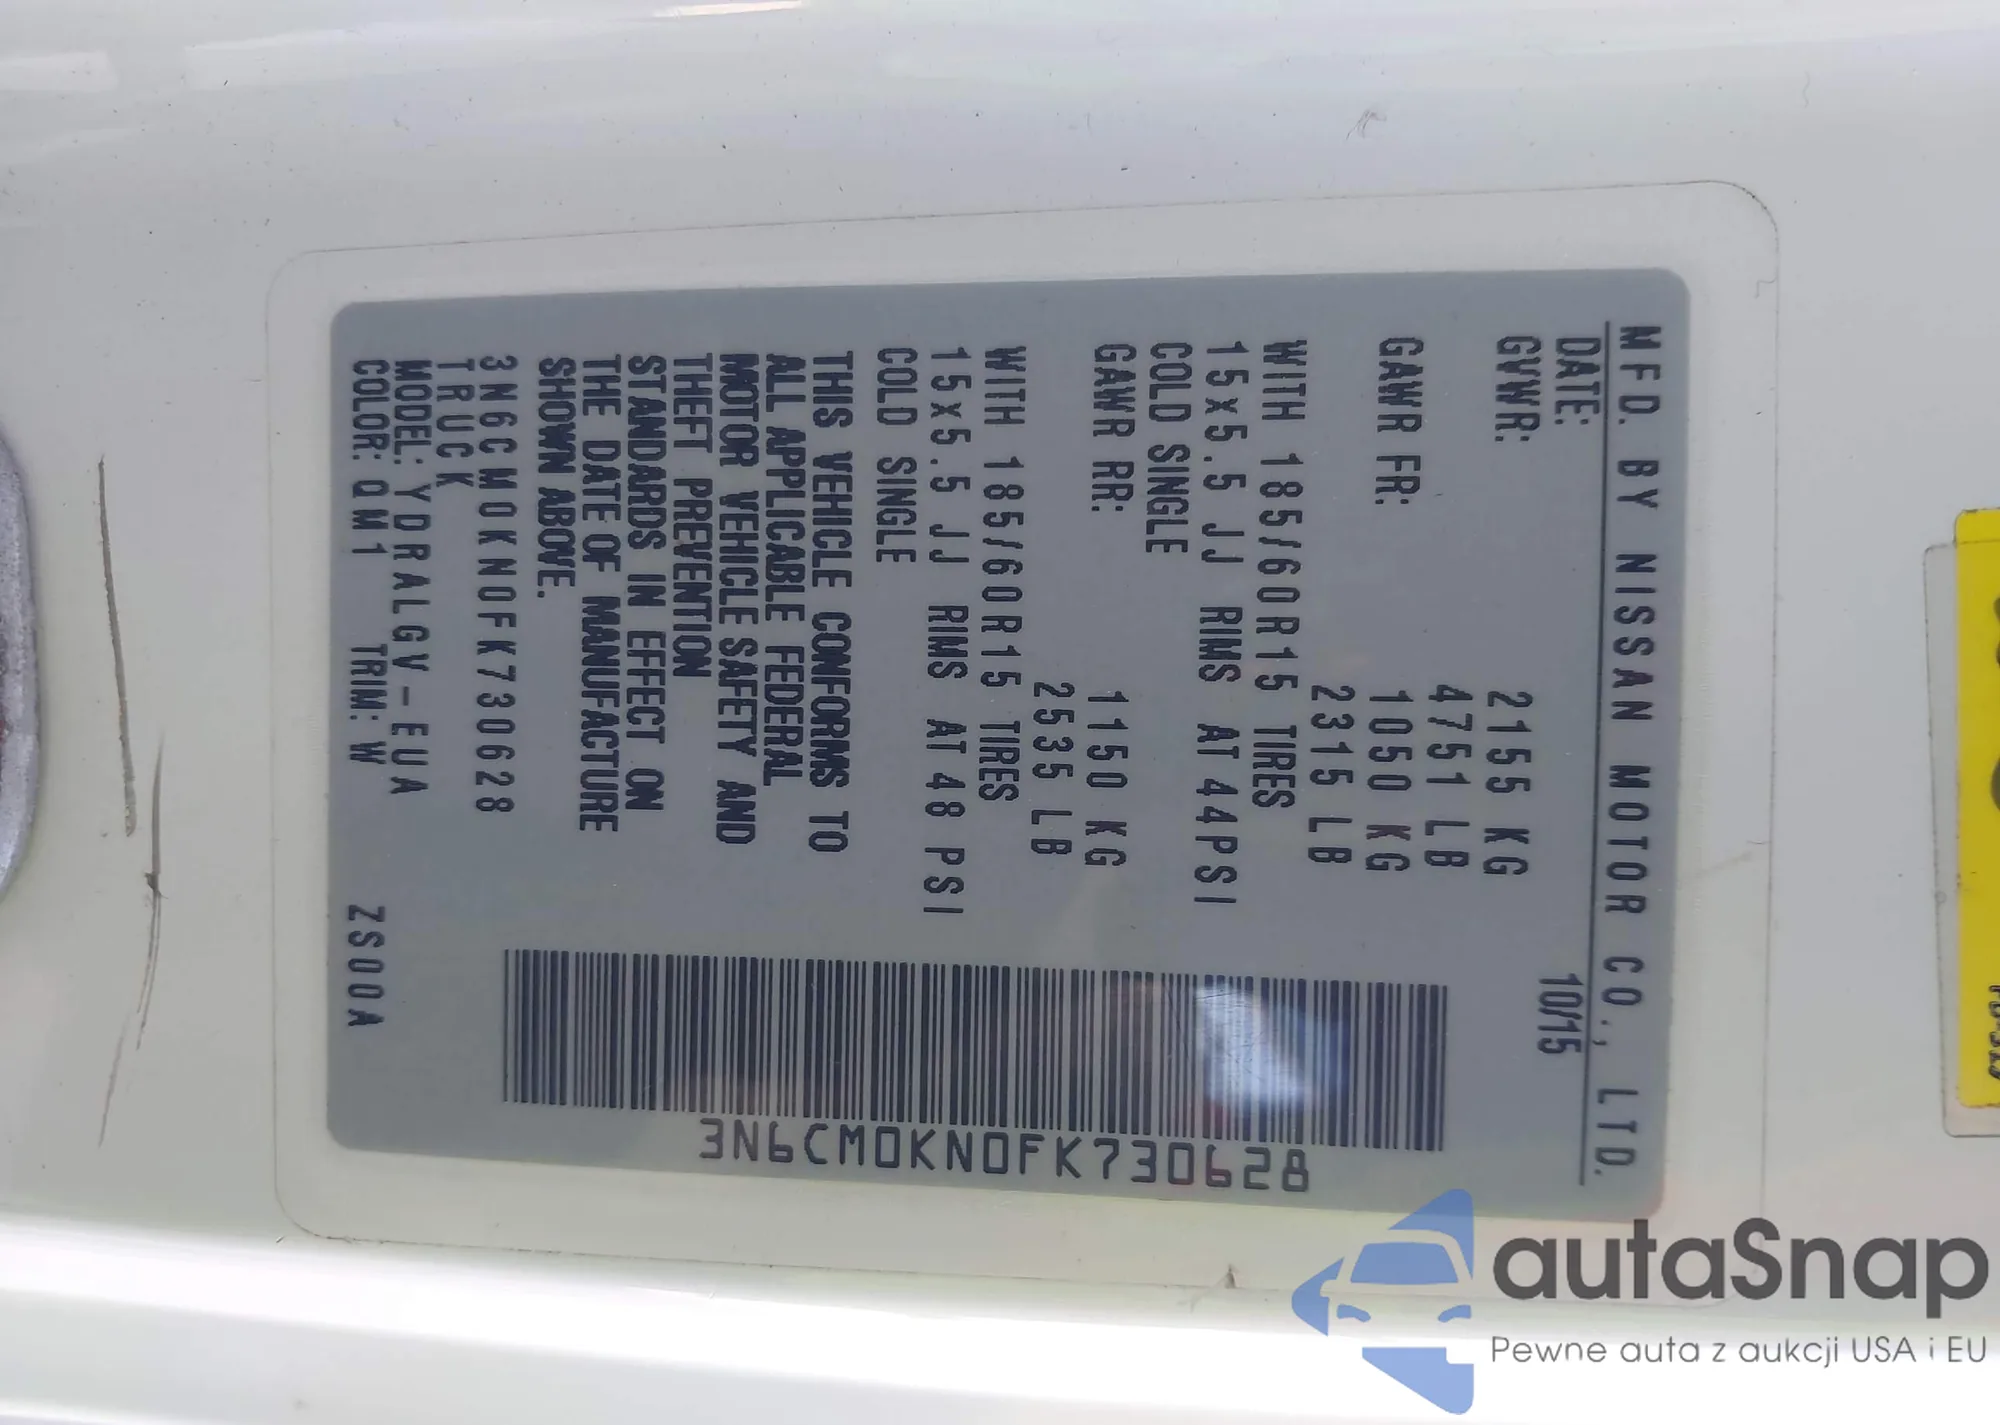 MFD. BY NISSAN MOTOR CO., LTD.
DATE: 10/15
GVWR: 2155 KG
4751 LB
GAWR FR: 1050 KG
2315 LB
WITH 185/60R15 TIRES
15x5.5 JJ RIMS AT 44PSI
COLD SINGLE
GAWR RR: 1150 KG
2535 LB
WITH 185/60R15 TIRES
15x5.5 JJ RIMS AT 48 PSI
COLD SINGLE
THIS VEHICLE CONFORMS TO
ALL APPLICABLE FEDERAL
MOTOR VEHICLE SAFETY AND
THEFT PREVENTION
STANDARDS IN EFFECT ON
THE DATE OF MANUFACTURE
SHOWN ABOVE.
3N6CM0KN0FK730628
TRUCK
MODEL: YDRALGV-EUA
COLOR: QM1 TRIM: W ZS00A
3N6CM0KN0FK730628
autaSnap
Pewne auta z aukcji USA i EU